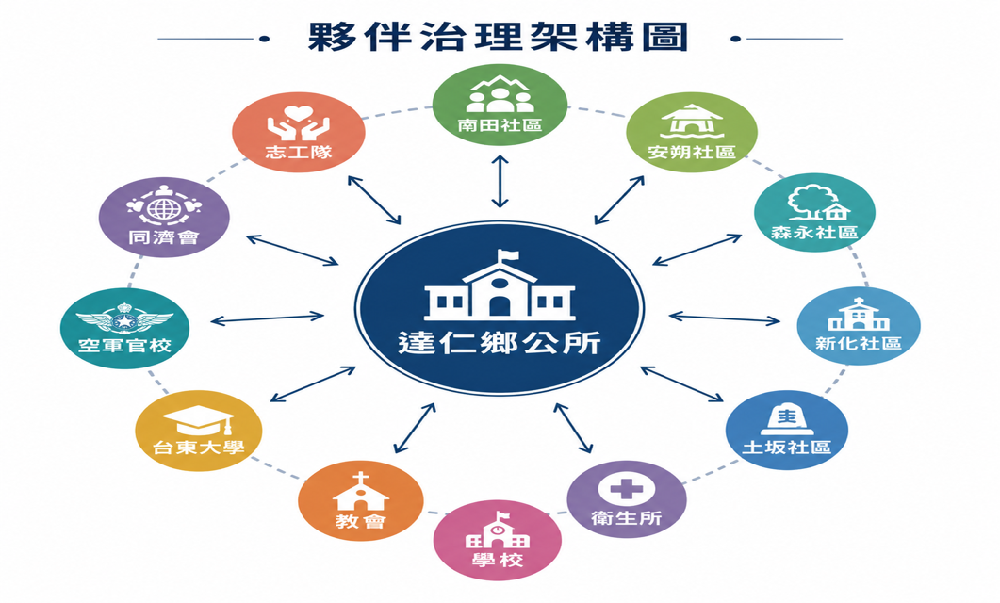 夥伴治理架構圖
南田社區
安朔社區
森永社區
新化社區
土坂社區
衛生所
學校
教會
台東大學
空軍官校
同濟會
志工隊
達仁鄉公所